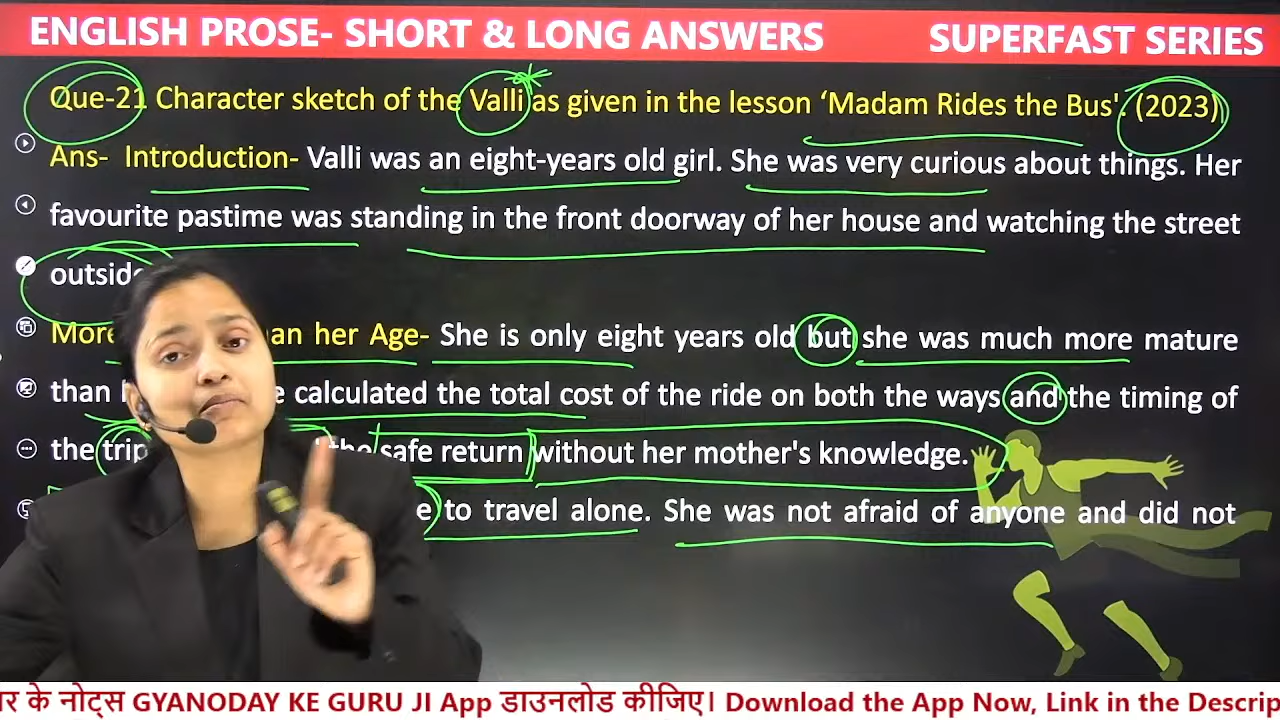 ENGLISH PROSE- SHORT & LONG ANSWERS SUPERFAST SERIES
Que-21 Character sketch of the Valli as given in the lesson ‘Madam Rides the Bus'. (2023)
Ans- Introduction- Valli was an eight-years old girl. She was very curious about things. Her
favourite pastime was standing in the front doorway of her house and watching the street
outside
More her Age- She is only eight years old but she was much more mature
than calculated the total cost of the ride on both the ways and the timing of
the trip the safe return without her mother's knowledge.
to travel alone. She was not afraid of anyone and did not
के नोट्स GYANODAY KE GURU JI App डाउनलोड कीजिए। Download the App Now, Link in the Descrip